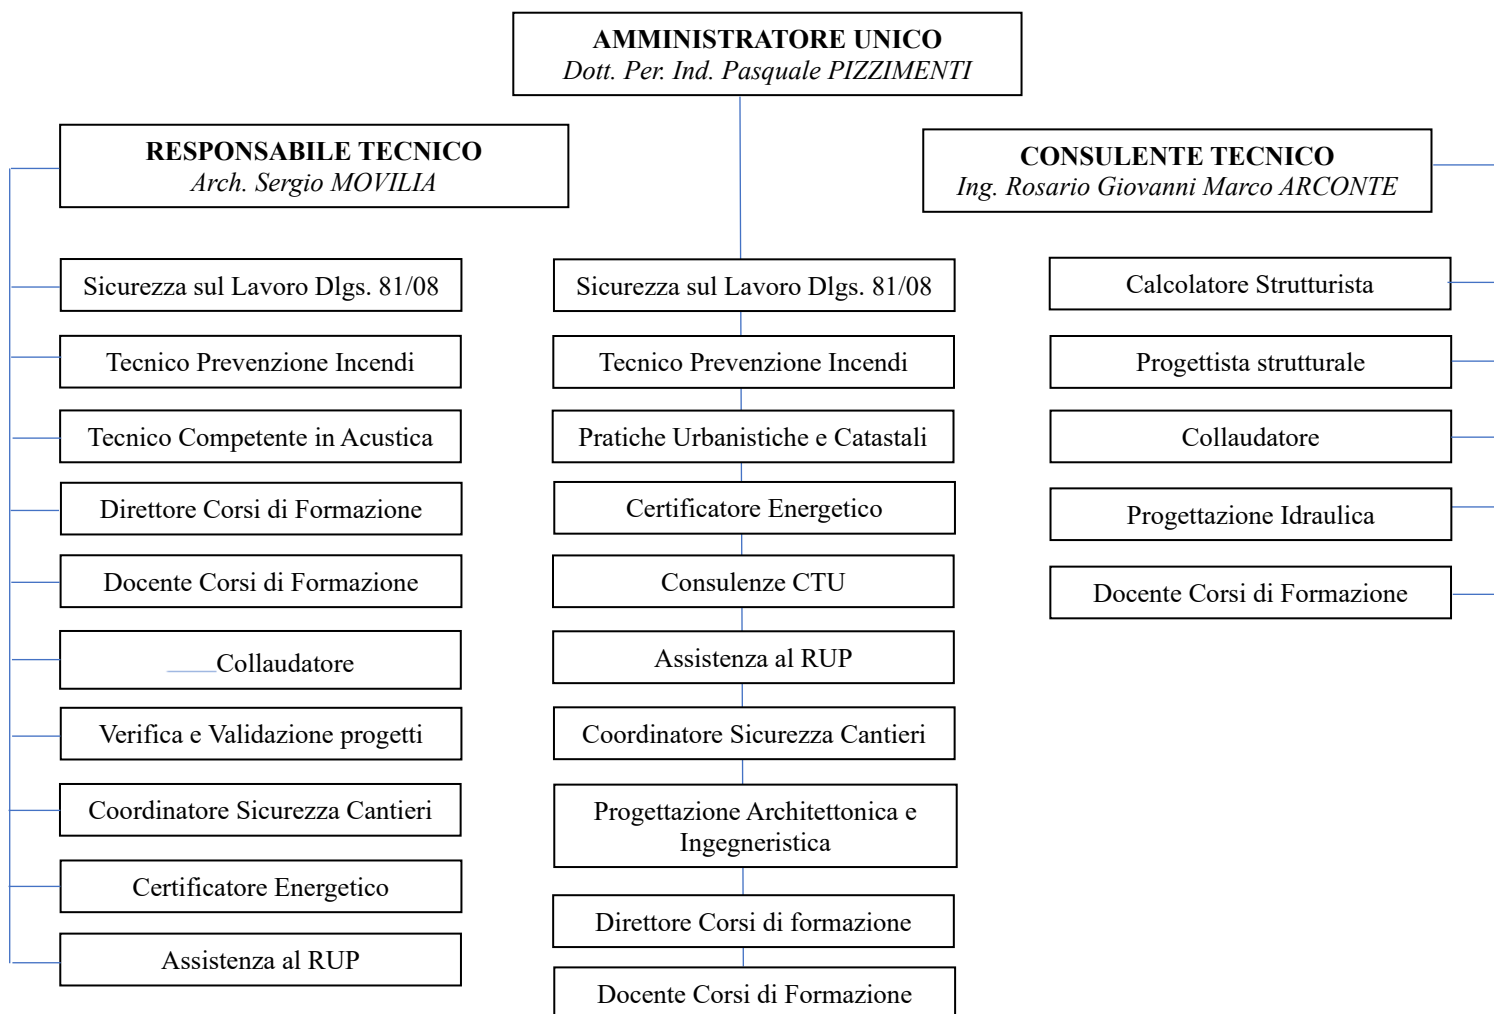 AMMINISTRATORE UNICO
Dott. Per. Ind. Pasquale PIZZIMENTI
RESPONSABILE TECNICO
Arch. Sergio MOVILIA
CONSULENTE TECNICO
Ing. Rosario Giovanni Marco ARCONTE
Sicurezza sul Lavoro Dlgs. 81/08
Tecnico Prevenzione Incendi
Tecnico Competente in Acustica
Direttore Corsi di Formazione
Docente Corsi di Formazione
Collaudatore
Verifica e Validazione progetti
Coordinatore Sicurezza Cantieri
Certificatore Energetico
Assistenza al RUP
Sicurezza sul Lavoro Dlgs. 81/08
Tecnico Prevenzione Incendi
Pratiche Urbanistiche e Catastali
Certificatore Energetico
Consulenze CTU
Assistenza al RUP
Coordinatore Sicurezza Cantieri
Progettazione Architettonica e
Ingegneristica
Direttore Corsi di formazione
Docente Corsi di Formazione
Calcolatore Strutturista
Progettista strutturale
Collaudatore
Progettazione Idraulica
Docente Corsi di Formazione